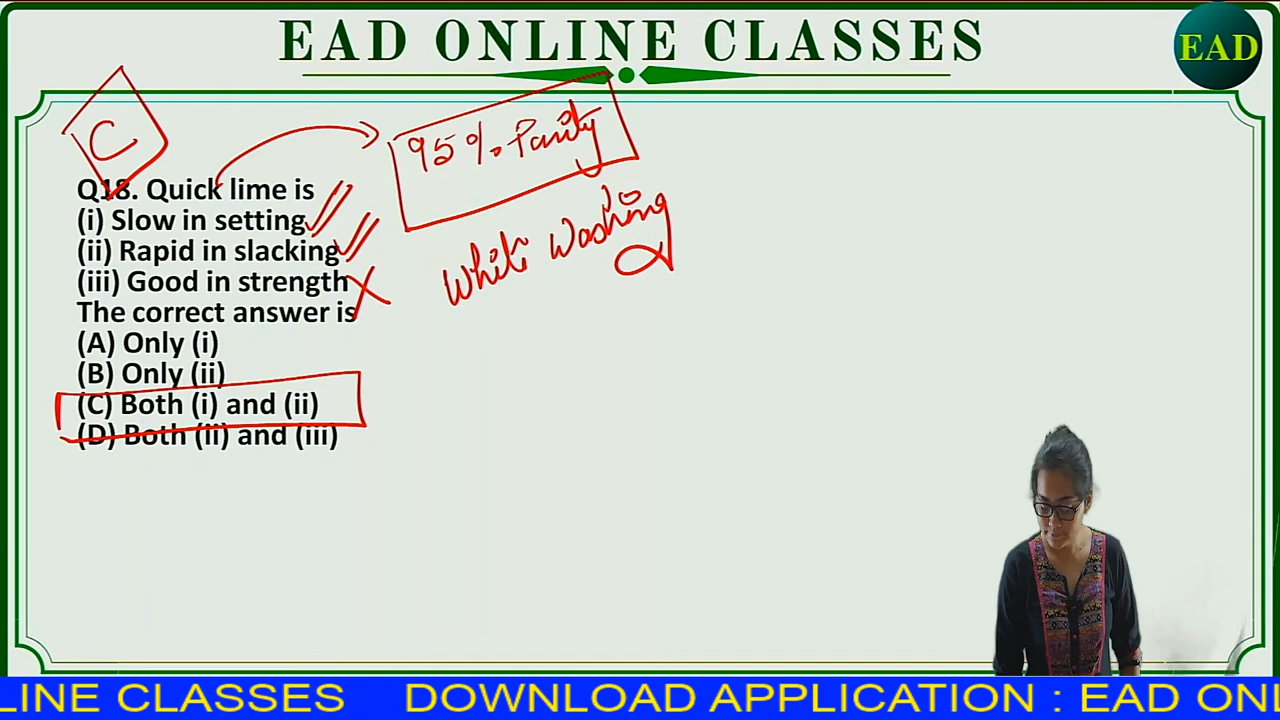 EAD ONLINE CLASSES
EAD
C
95% Purity
White Washing
Q18. Quick lime is
(i) Slow in setting
(ii) Rapid in slacking
(iii) Good in strength
The correct answer is
(A) Only (i)
(B) Only (ii)
(C) Both (i) and (ii)
(D) Both (ii) and (iii)
LINE CLASSES DOWNLOAD APPLICATION : EAD ONL